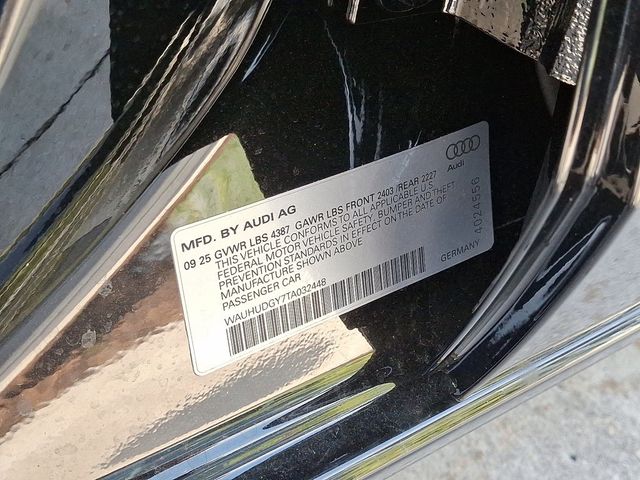 MFD. BY AUDI AG
09 25 GVWR LBS 4387 GAWR LBS FRONT 2403 /REAR 2227
THIS VEHICLE CONFORMS TO ALL APPLICABLE U.S.
FEDERAL MOTOR VEHICLE SAFETY, BUMPER AND THEFT
PREVENTION STANDARDS IN EFFECT ON THE DATE OF
MANUFACTURE SHOWN ABOVE
PASSENGER CAR
WAUHUDGY7TA032448
Audi
4024556
GERMANY